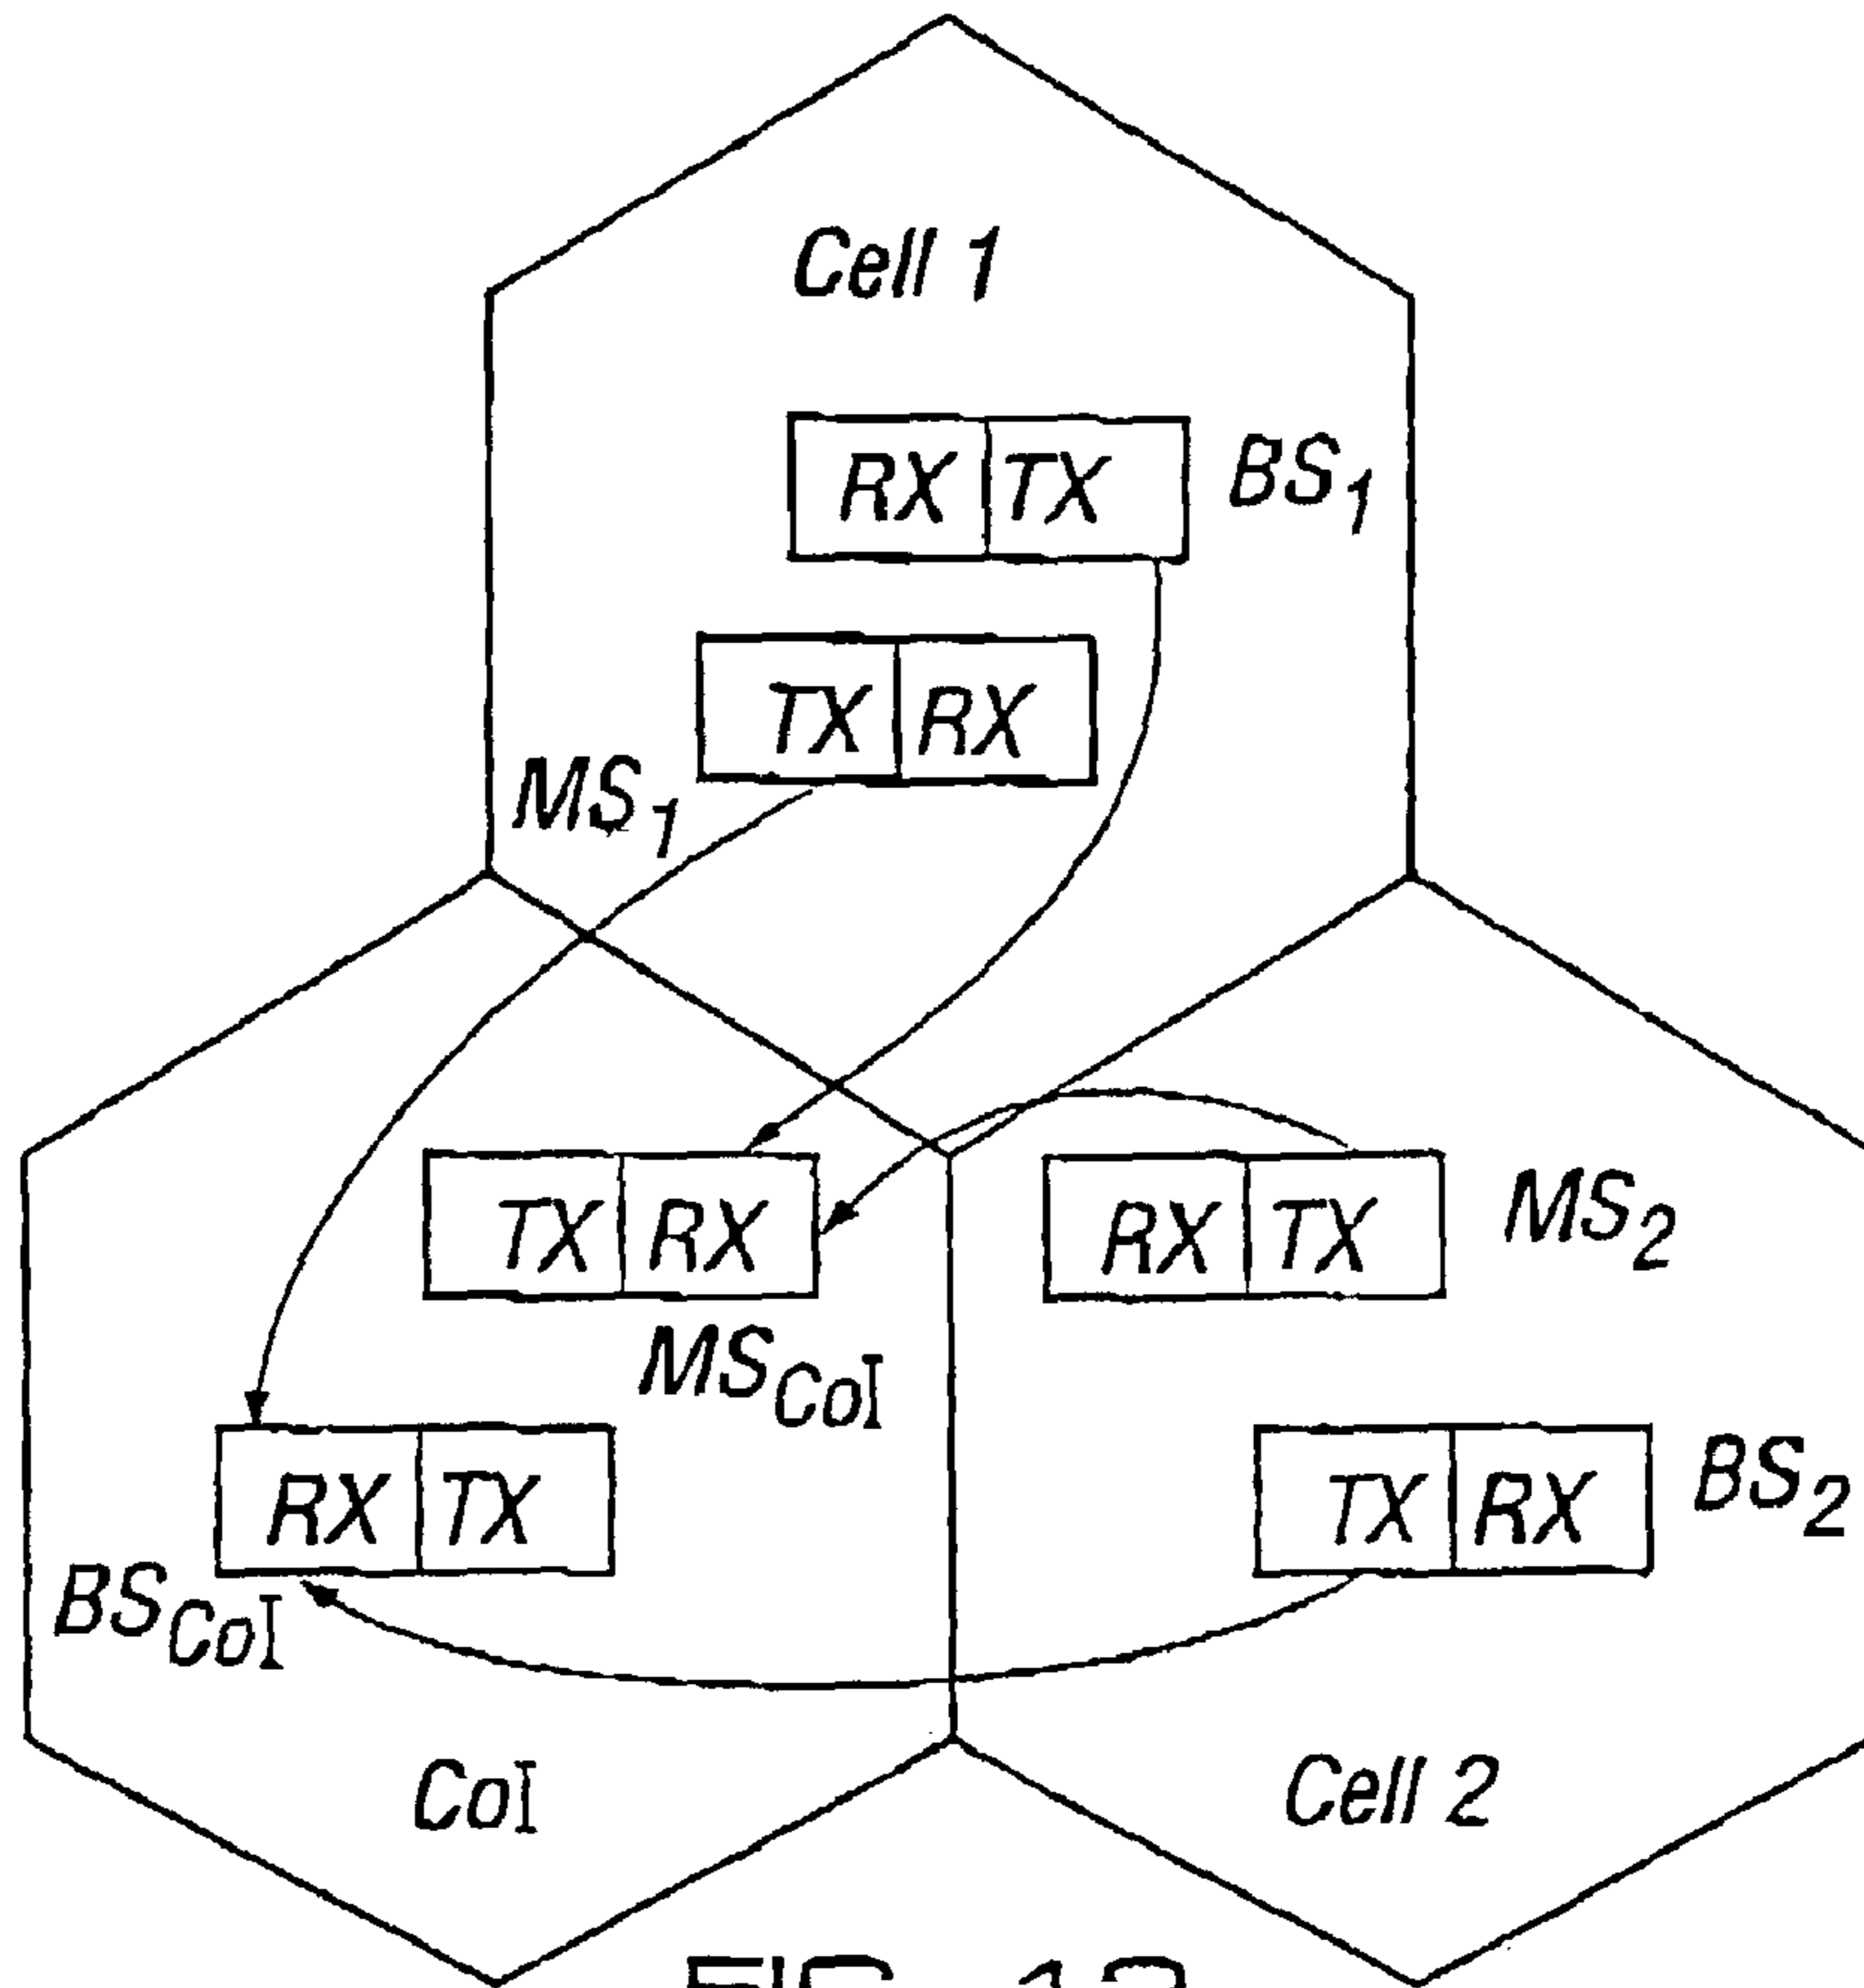 Cell 1
RX TX BS1
TX RX
MS1
TX RX
RX TX MS2
MSCoI
RX TX
TX RX BS2
BSCoI
CoI
Cell 2